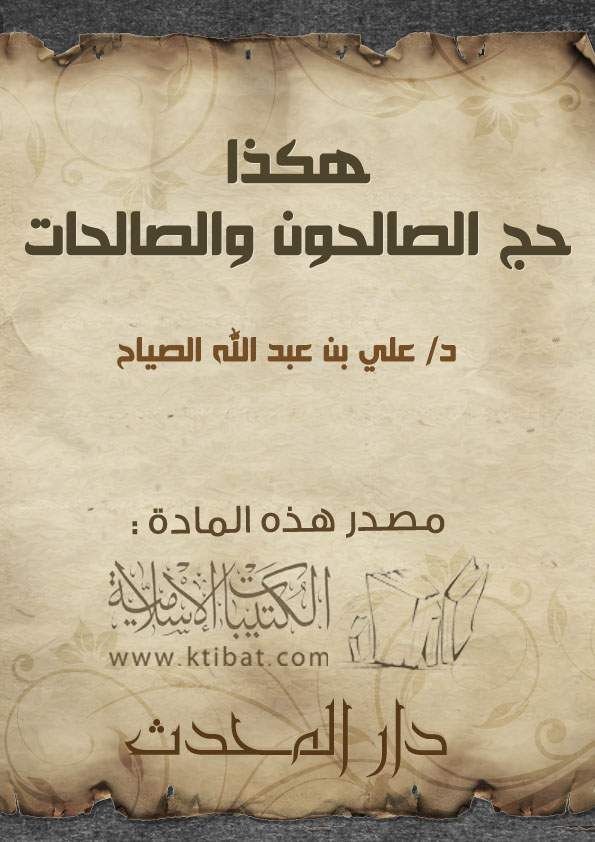 هكذا
حج الصالحون والصالحات
د/ علي بن عبد الله الصياح
مصدر هذه المادة :
الكتيبات الإسلامية
www.ktibat.com
دار المحدث